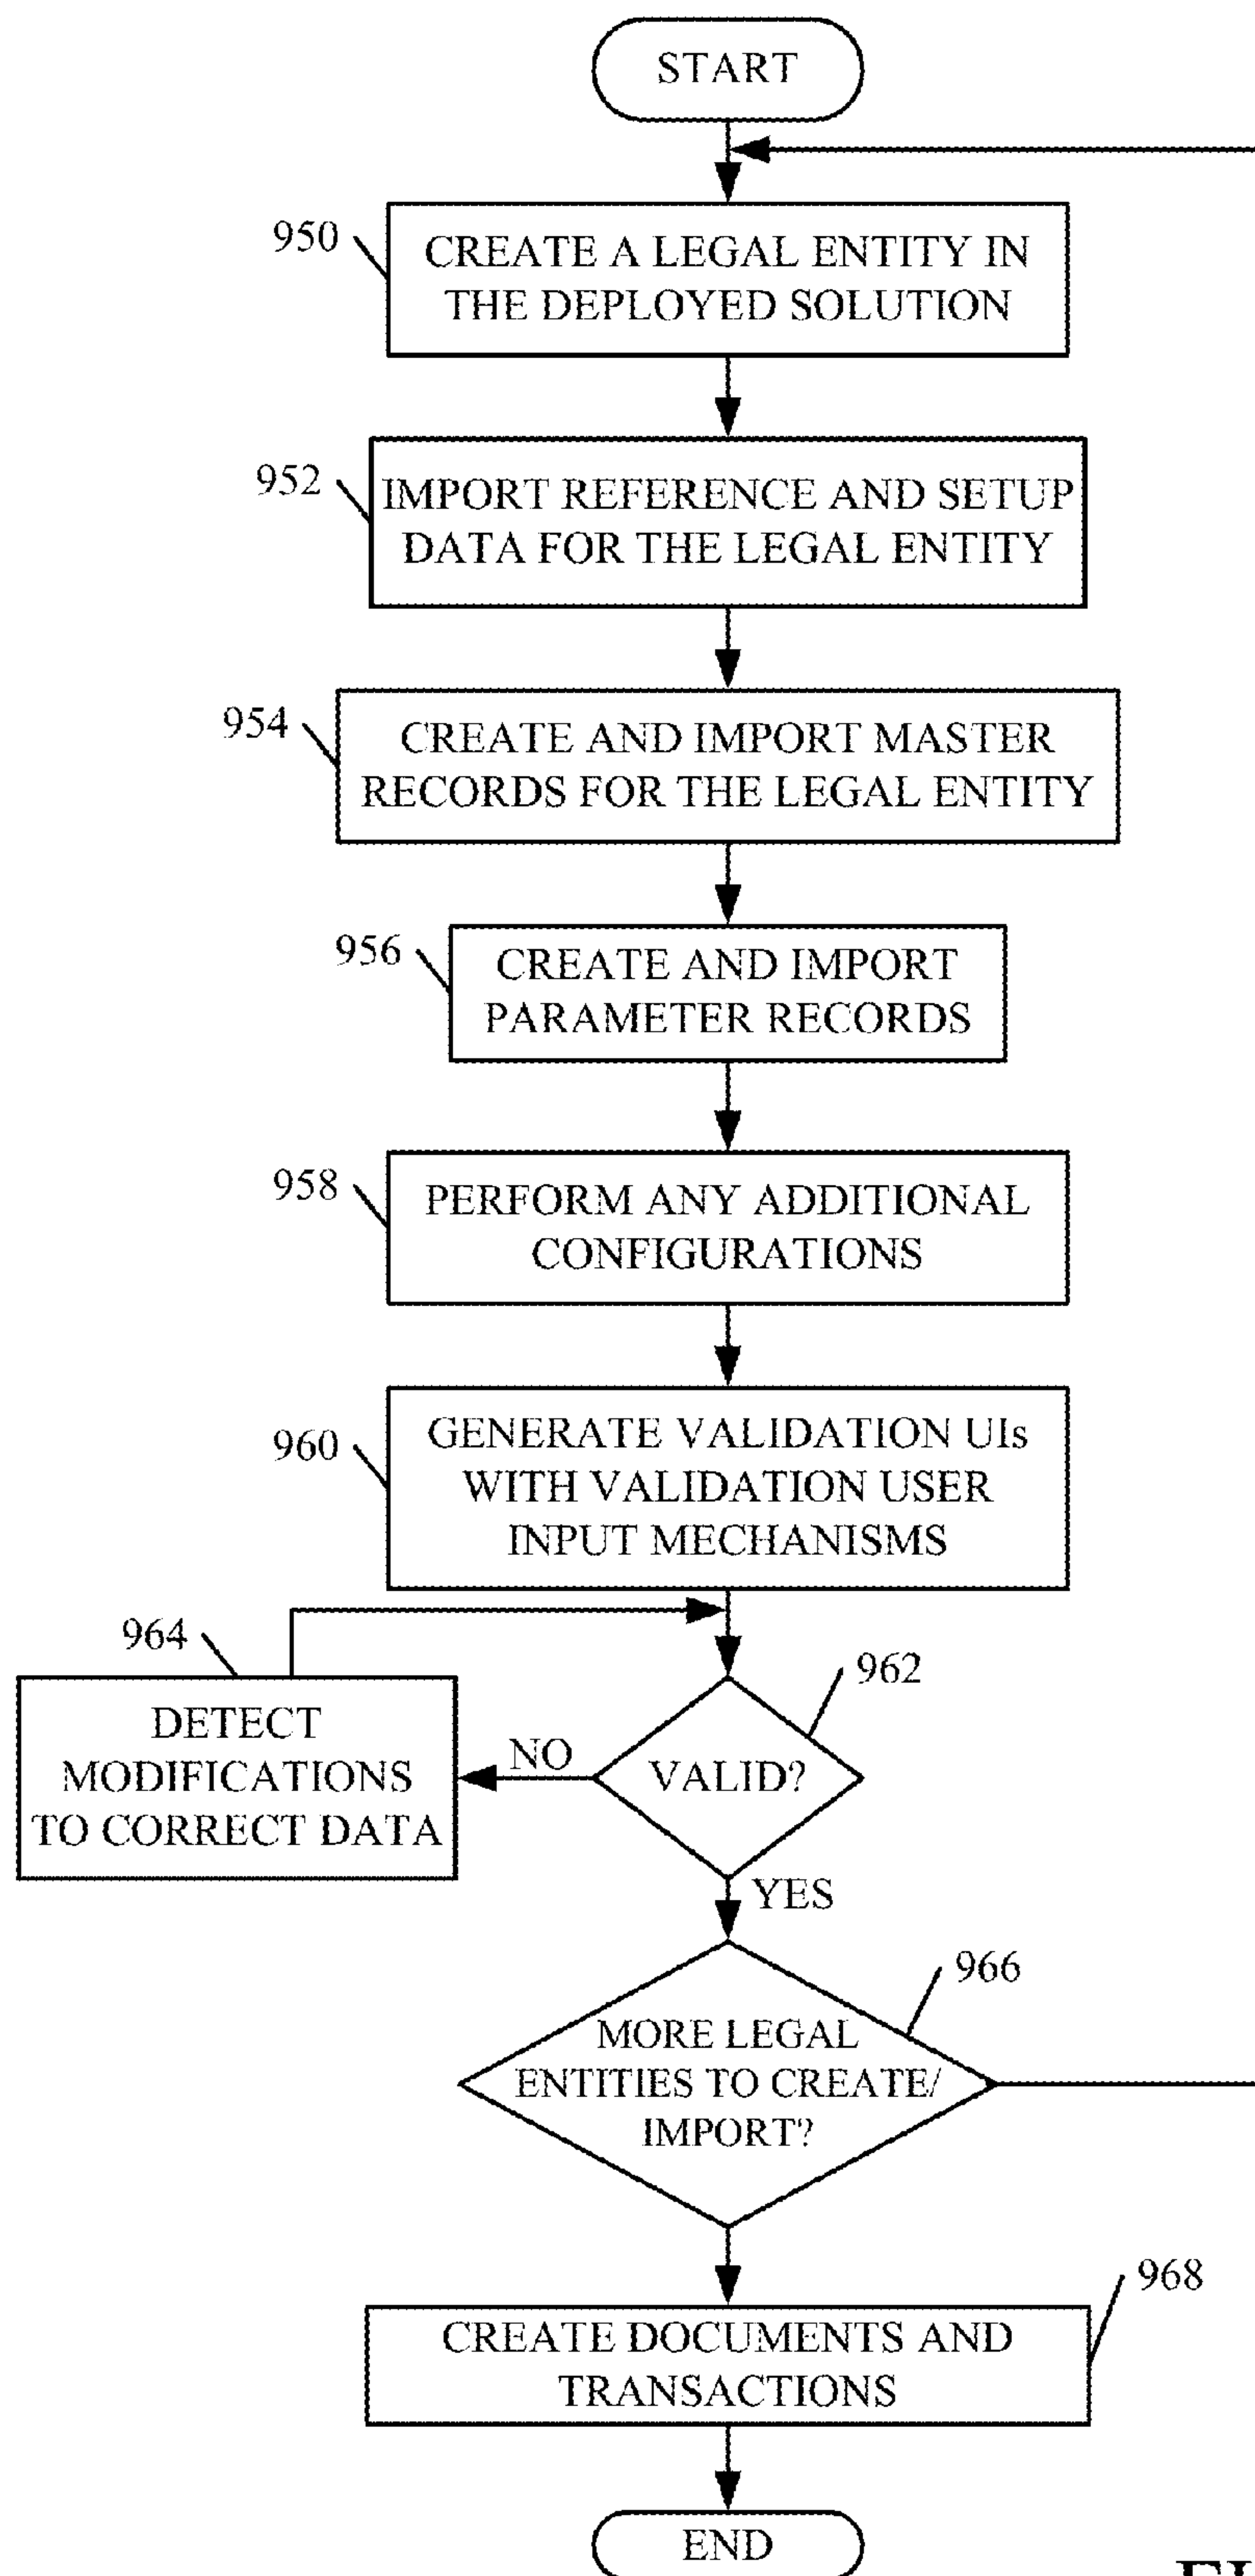 START
950
CREATE A LEGAL ENTITY IN
THE DEPLOYED SOLUTION
952
IMPORT REFERENCE AND SETUP
DATA FOR THE LEGAL ENTITY
954
CREATE AND IMPORT MASTER
RECORDS FOR THE LEGAL ENTITY
956
CREATE AND IMPORT
PARAMETER RECORDS
958
PERFORM ANY ADDITIONAL
CONFIGURATIONS
960
GENERATE VALIDATION UIs
WITH VALIDATION USER
INPUT MECHANISMS
964
DETECT
MODIFICATIONS
TO CORRECT DATA
NO
962
VALID?
YES
966
MORE LEGAL
ENTITIES TO CREATE/
IMPORT?
968
CREATE DOCUMENTS AND
TRANSACTIONS
END